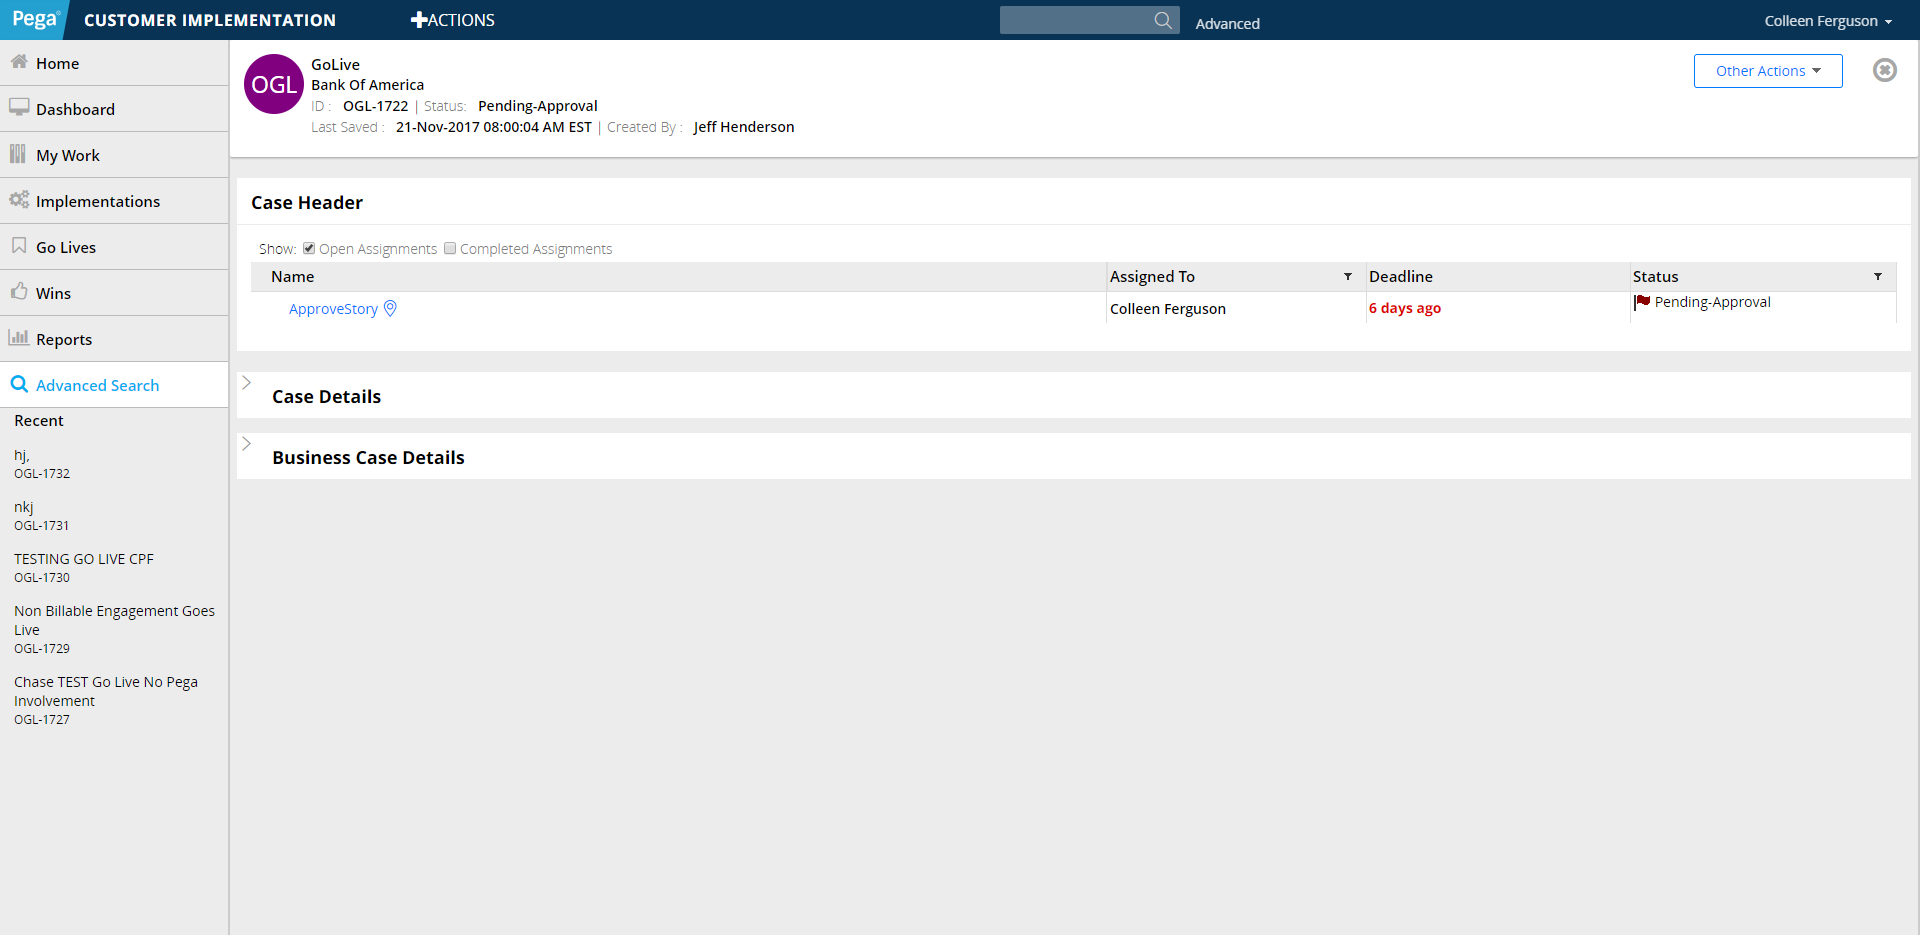 Pega® CUSTOMER IMPLEMENTATION ACTIONS Advanced Colleen Ferguson
Home
Dashboard
My Work
Implementations
Go Lives
Wins
Reports
Advanced Search
Recent
hj,
OGL-1732
nkj
OGL-1731
TESTING GO LIVE CPF
OGL-1730
Non Billable Engagement Goes
Live
OGL-1729
Chase TEST Go Live No Pega
Involvement
OGL-1727
OGL
GoLive
Bank Of America
ID : OGL-1722 | Status: Pending-Approval
Last Saved : 21-Nov-2017 08:00:04 AM EST | Created By : Jeff Henderson
Other Actions
Case Header
Show: Open Assignments Completed Assignments
Name Assigned To Deadline Status
ApproveStory Colleen Ferguson 6 days ago Pending-Approval
Case Details
Business Case Details